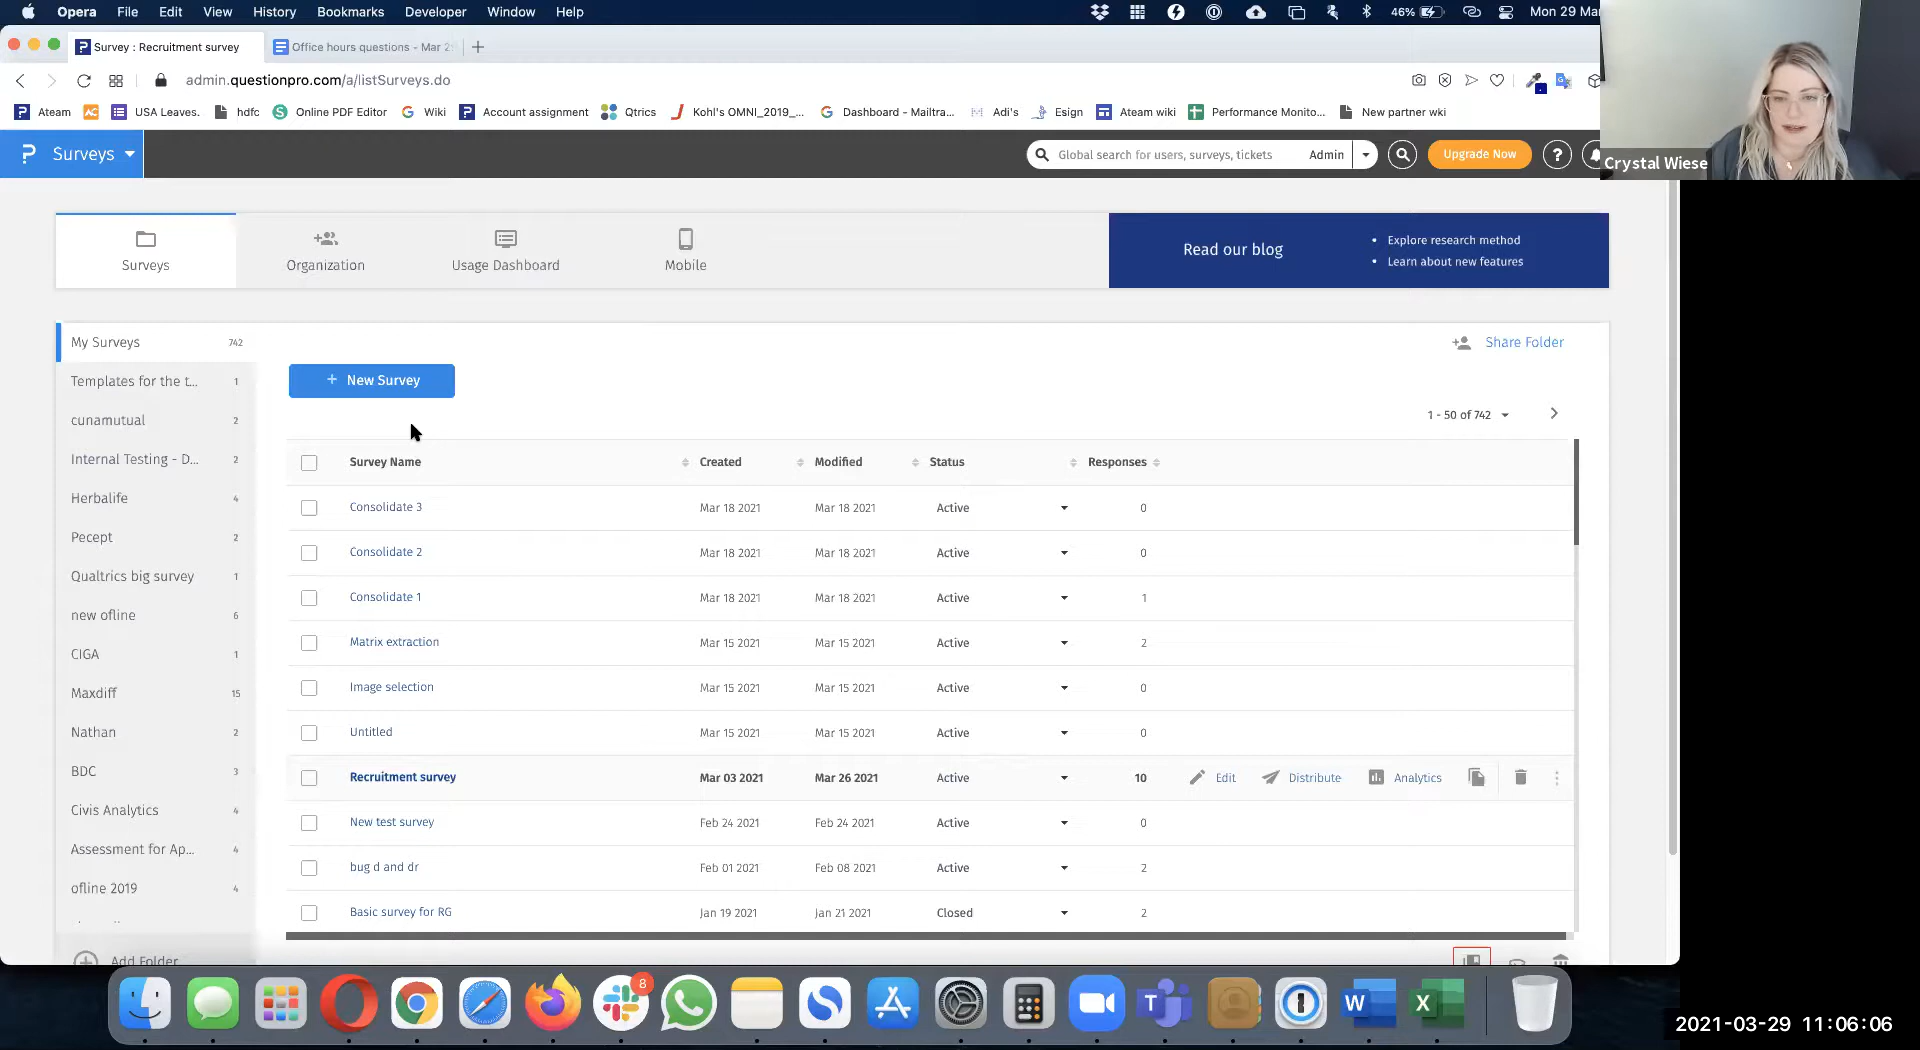 Opera File Edit View History Bookmarks Developer Window Help 46% Mon 29 Mar
Survey : Recruitment survey Office hours questions - Mar 2
admin.questionpro.com/a/listSurveys.do
Ateam USA Leaves. hdfc Online PDF Editor Wiki Account assignment Qtrics Kohl's OMNI_2019_... Dashboard - Mailtra... Adi's Esign Ateam wiki Performance Monito... New partner wki
Surveys Global search for users, surveys, tickets Admin Upgrade Now ?
Crystal Wiese
Surveys Organization Usage Dashboard Mobile
Read our blog
• Explore research method
• Learn about new features
My Surveys 742
Templates for the t... 1
cunamutual 2
Internal Testing - D... 2
Herbalife 4
Pecept 2
Qualtrics big survey 1
new ofline 6
CIGA 1
Maxdiff 15
Nathan 2
BDC 3
Civis Analytics 4
Assessment for Ap... 4
ofline 2019 4
Add Folder
Share Folder
+ New Survey
1 - 50 of 742
Survey Name Created Modified Status Responses
Consolidate 3 Mar 18 2021 Mar 18 2021 Active 0
Consolidate 2 Mar 18 2021 Mar 18 2021 Active 0
Consolidate 1 Mar 18 2021 Mar 18 2021 Active 1
Matrix extraction Mar 15 2021 Mar 15 2021 Active 2
Image selection Mar 15 2021 Mar 15 2021 Active 0
Untitled Mar 15 2021 Mar 15 2021 Active 0
Recruitment survey Mar 03 2021 Mar 26 2021 Active 10 Edit Distribute Analytics
New test survey Feb 24 2021 Feb 24 2021 Active 0
bug d and dr Feb 01 2021 Feb 08 2021 Active 2
Basic survey for RG Jan 19 2021 Jan 21 2021 Closed 2
8
2021-03-29 11:06:06